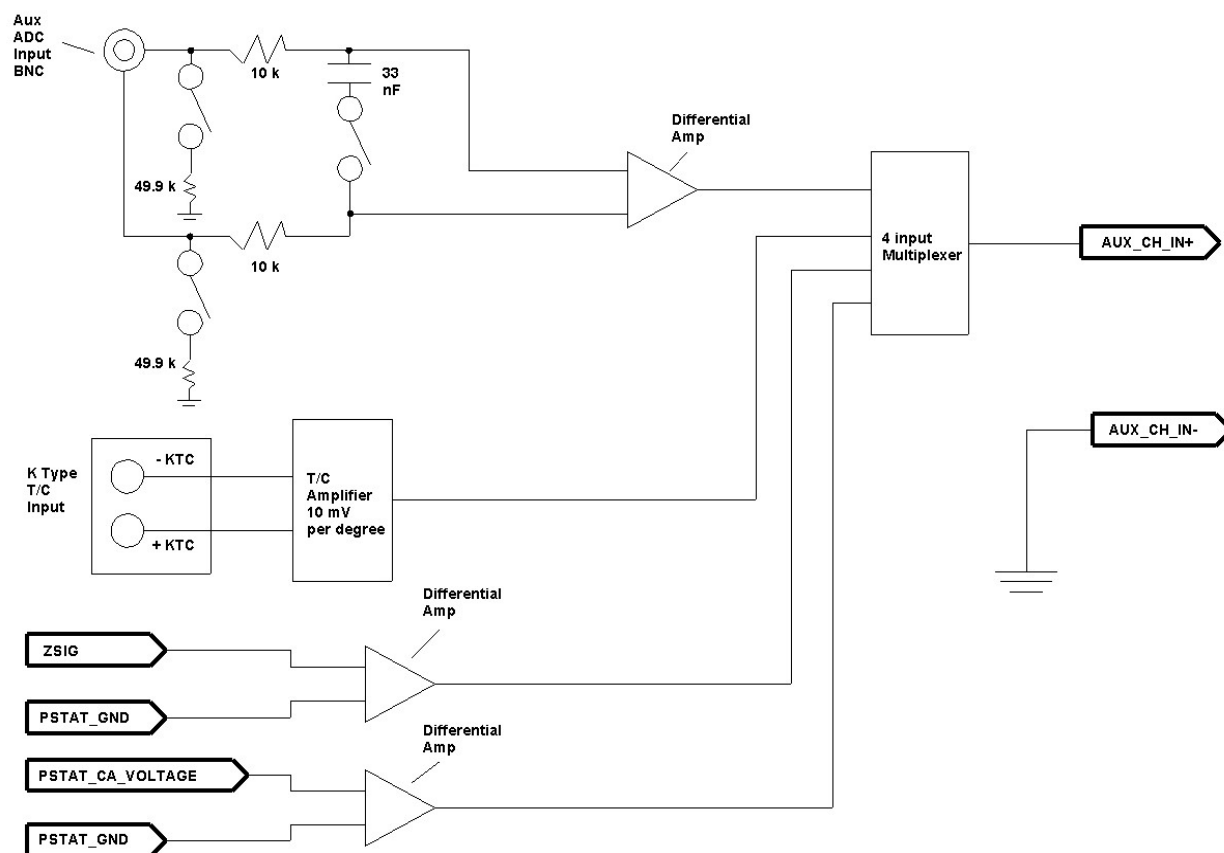 Aux
ADC
Input
BNC
10 k
33
nF
49.9 k
10 k
49.9 k
Differential
Amp
4 input
Multiplexer
AUX_CH_IN+
AUX_CH_IN-
K Type
T/C
Input
- KTC
+ KTC
T/C
Amplifier
10 mV
per degree
Differential
Amp
ZSIG
PSTAT_GND
Differential
Amp
PSTAT_CA_VOLTAGE
PSTAT_GND